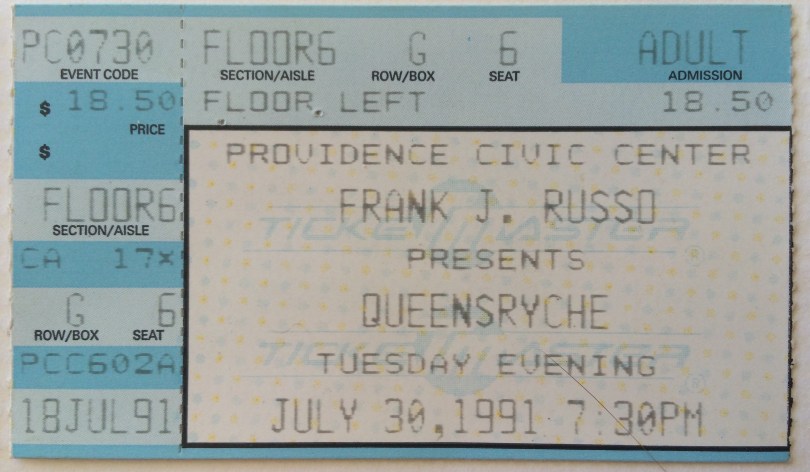 PC0730
EVENT CODE
$ 18.50
PRICE
$
FLOOR6
SECTION/AISLE
CA 17X
G 6
ROW/BOX SEAT
PCC602A
18JUL91
FLOOR6 G 6 ADULT
SECTION/AISLE ROW/BOX SEAT ADMISSION
FLOOR LEFT 18.50
PROVIDENCE CIVIC CENTER
FRANK J. RUSSO
TICKETMASTER
PRESENTS
QUEENSRYCHE
TICKETMASTER
TUESDAY EVENING
JULY 30,1991 7:30PM